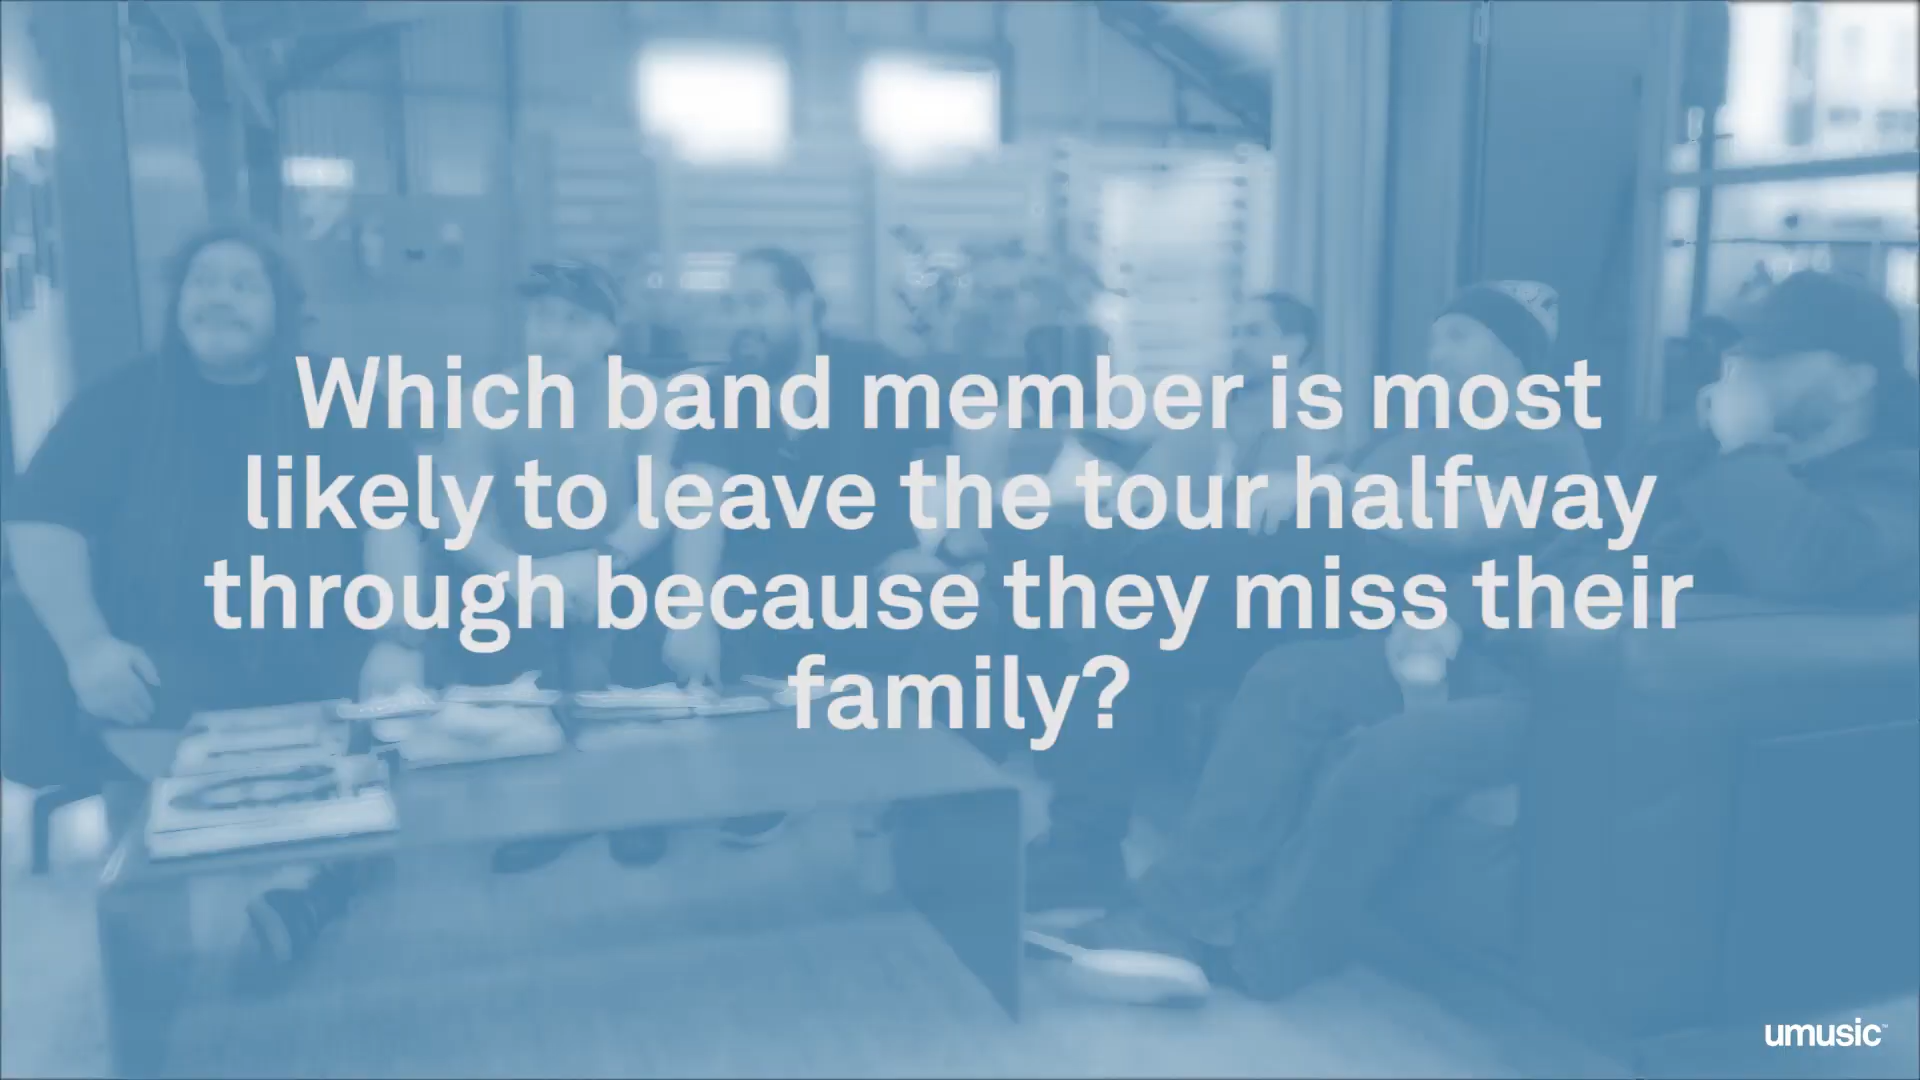 Which band member is most
likely to leave the tour halfway
through because they miss their
family?
umusic